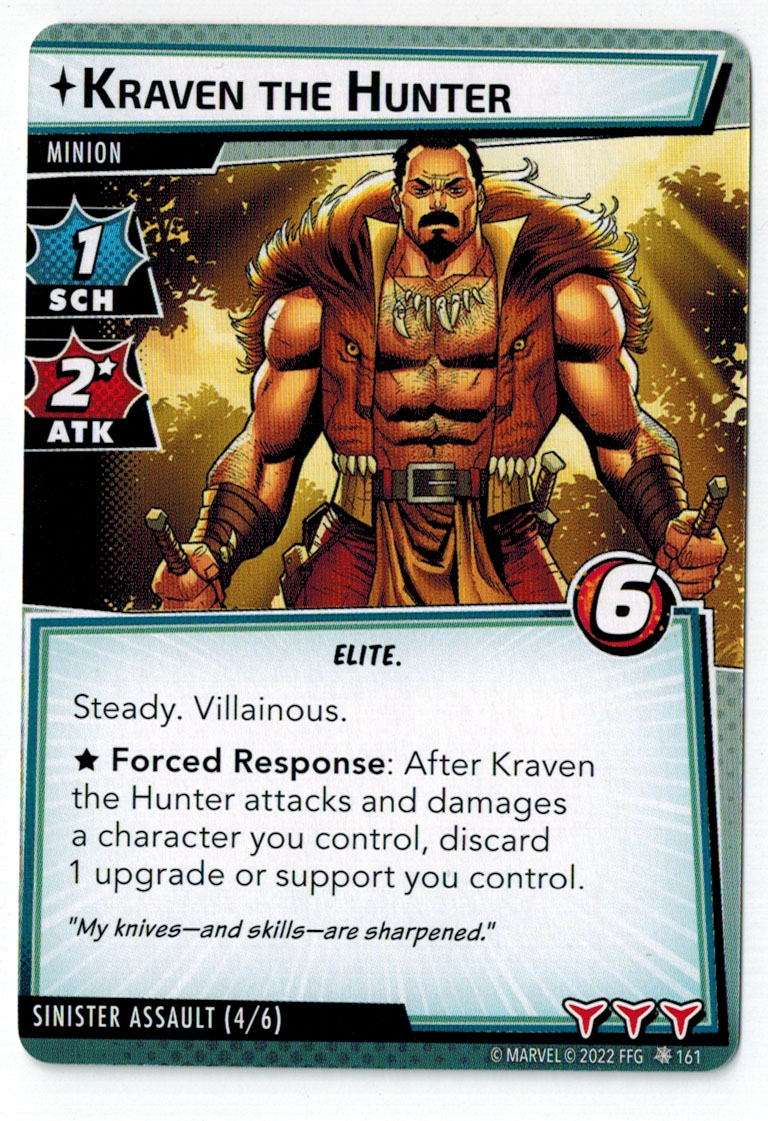 KRAVEN THE HUNTER
MINION
1
SCH
2
ATK
6
ELITE.
Steady. Villainous.
★ Forced Response: After Kraven
the Hunter attacks and damages
a character you control, discard
1 upgrade or support you control.
"My knives—and skills—are sharpened."
SINISTER ASSAULT (4/6)
© MARVEL © 2022 FFG 161